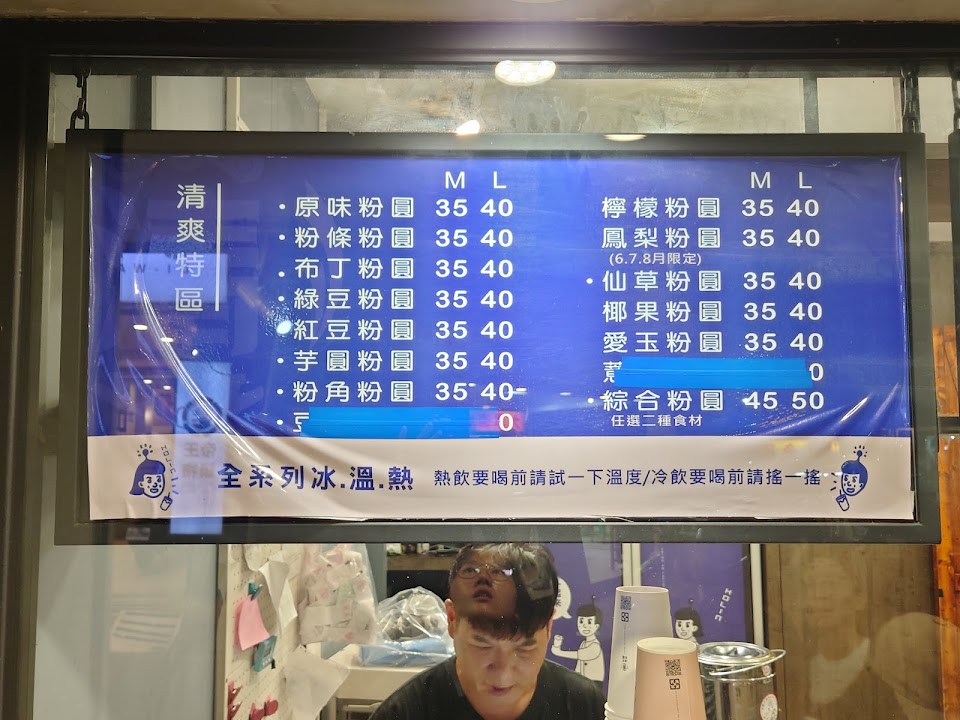 清爽特區
M L
·原味粉圓 35 40
·粉條粉圓 35 40
·布丁粉圓 35 40
·綠豆粉圓 35 40
·紅豆粉圓 35 40
·芋圓粉圓 35 40
·粉角粉圓 35 40
M L
檸檬粉圓 35 40
鳳梨粉圓 35 40
(6.7.8月限定)
·仙草粉圓 35 40
椰果粉圓 35 40
愛玉粉圓 35 40
·綜合粉圓 45 50
任選二種食材
全系列冰.溫.熱 熱飲要喝前請試一下溫度/冷飲要喝前請搖一搖